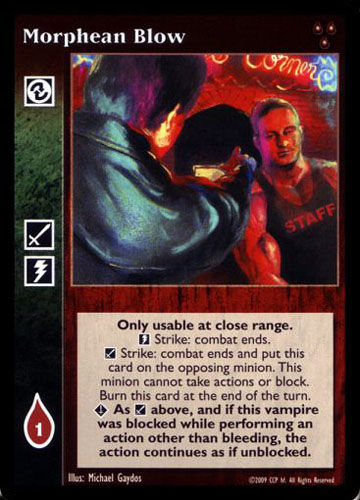 Morphean Blow
Corner
STAFF
Only usable at close range.
Strike: combat ends.
Strike: combat ends and put this
card on the opposing minion. This
minion cannot take actions or block.
Burn this card at the end of the turn.
As above, and if this vampire
was blocked while performing an
action other than bleeding, the
action continues as if unblocked.
1
Illus: Michael Gaydos
©2009 CCP hf. All Rights Reserved